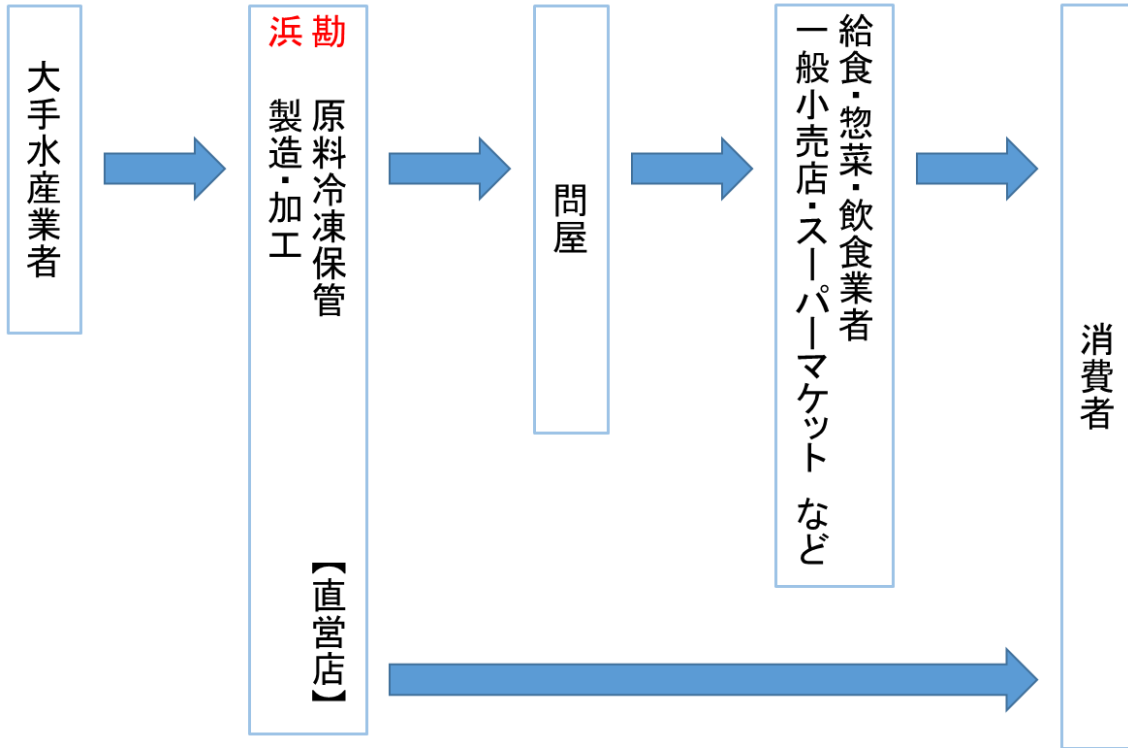 大手水産業者
浜勘
原料冷凍保管
製造・加工
【直営店】
問屋
給食・惣菜・飲食業者
一般小売店・スーパーマケット など
消費者